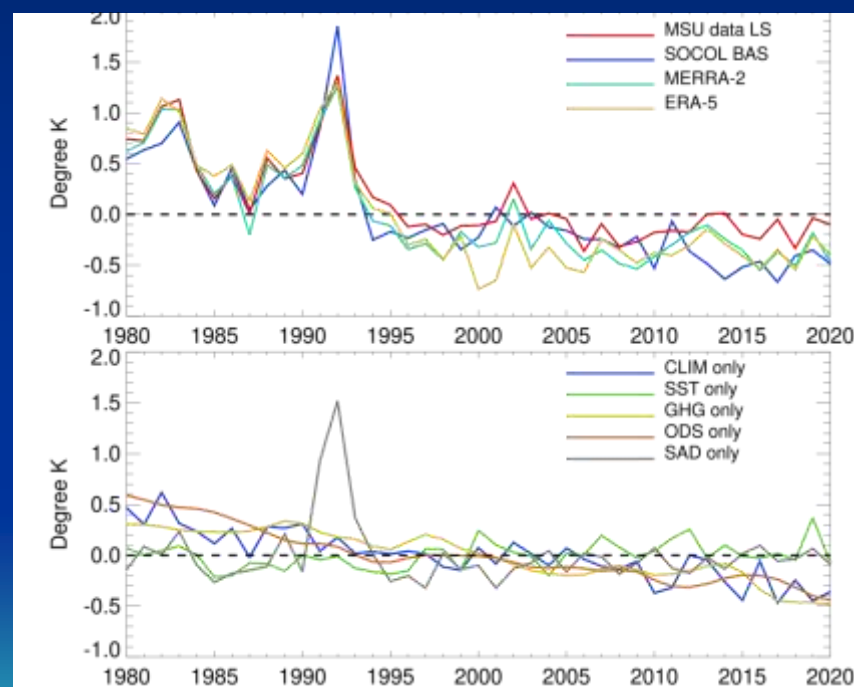 2.0
1.5
1.0
0.5
0.0
-0.5
-1.0
Degree K
MSU data LS
SOCOL BAS
MERRA-2
ERA-5
1980 1985 1990 1995 2000 2005 2010 2015 2020
2.0
1.5
1.0
0.5
0.0
-0.5
-1.0
Degree K
CLIM only
SST only
GHG only
ODS only
SAD only
1980 1985 1990 1995 2000 2005 2010 2015 2020